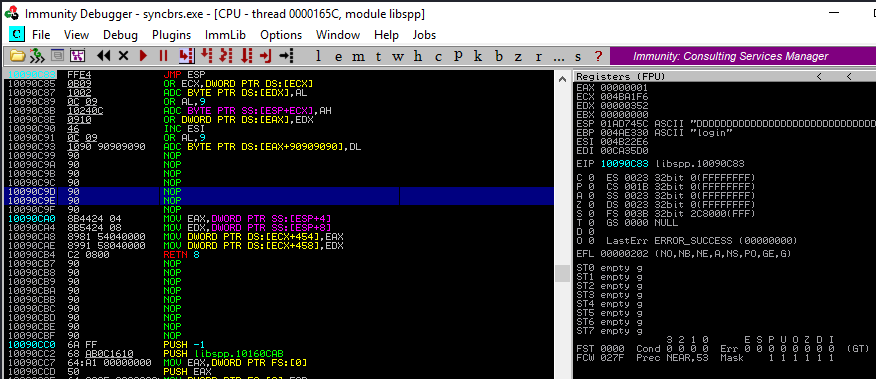 Immunity Debugger - syncbrs.exe - [CPU - thread 0000165C, module libspp]
C File View Debug Plugins ImmLib Options Window Help Jobs
l e m t w h c p k b z r ... s ? Immunity: Consulting Services Manager
10090C83 FFE4 JMP ESP
10090C85 0B09 OR ECX,DWORD PTR DS:[ECX]
10090C87 1002 ADC BYTE PTR DS:[EDX],AL
10090C89 0C 09 OR AL,9
10090C8B 10240C ADC BYTE PTR SS:[ESP+ECX],AH
10090C8E 0910 OR DWORD PTR DS:[EAX],EDX
10090C90 46 INC ESI
10090C91 0C 09 OR AL,9
10090C93 1090 90909090 ADC BYTE PTR DS:[EAX+90909090],DL
10090C99 90 NOP
10090C9A 90 NOP
10090C9B 90 NOP
10090C9C 90 NOP
10090C9D 90 NOP
10090C9E 90 NOP
10090C9F 90 NOP
10090CA0 8B4424 04 MOV EAX,DWORD PTR SS:[ESP+4]
10090CA4 8B5424 08 MOV EDX,DWORD PTR SS:[ESP+8]
10090CA8 8981 54040000 MOV DWORD PTR DS:[ECX+454],EAX
10090CAE 8991 58040000 MOV DWORD PTR DS:[ECX+458],EDX
10090CB4 C2 0800 RETN 8
10090CB7 90 NOP
10090CB8 90 NOP
10090CB9 90 NOP
10090CBA 90 NOP
10090CBB 90 NOP
10090CBC 90 NOP
10090CBD 90 NOP
10090CBE 90 NOP
10090CBF 90 NOP
10090CC0 6A FF PUSH -1
10090CC2 68 AB0C1610 PUSH libspp.10160CAB
10090CC7 64:A1 00000000 MOV EAX,DWORD PTR FS:[0]
10090CCD 50 PUSH EAX
Registers (FPU) < <
EAX 00000001
ECX 004BA1F6
EDX 00000352
EBX 00000000
ESP 01AD745C ASCII "DDDDDDDDDDDDDDDDDDDDDDDDDDDDDD
EBP 004AE330 ASCII "login"
ESI 004B22E6
EDI 00CA35D0
EIP 10090C83 libspp.10090C83
C 0 ES 0023 32bit 0(FFFFFFFF)
P 0 CS 001B 32bit 0(FFFFFFFF)
A 0 SS 0023 32bit 0(FFFFFFFF)
Z 0 DS 0023 32bit 0(FFFFFFFF)
S 0 FS 003B 32bit 2C8000(FFF)
T 0 GS 0000 NULL
D 0
O 0 LastErr ERROR_SUCCESS (00000000)
EFL 00000202 (NO,NB,NE,A,NS,PO,GE,G)
ST0 empty g
ST1 empty g
ST2 empty g
ST3 empty g
ST4 empty g
ST5 empty g
ST6 empty g
ST7 empty g
3 2 1 0 E S P U O Z D I
FST 0000 Cond 0 0 0 0 Err 0 0 0 0 0 0 0 0 (GT)
FCW 027F Prec NEAR,53 Mask 1 1 1 1 1 1